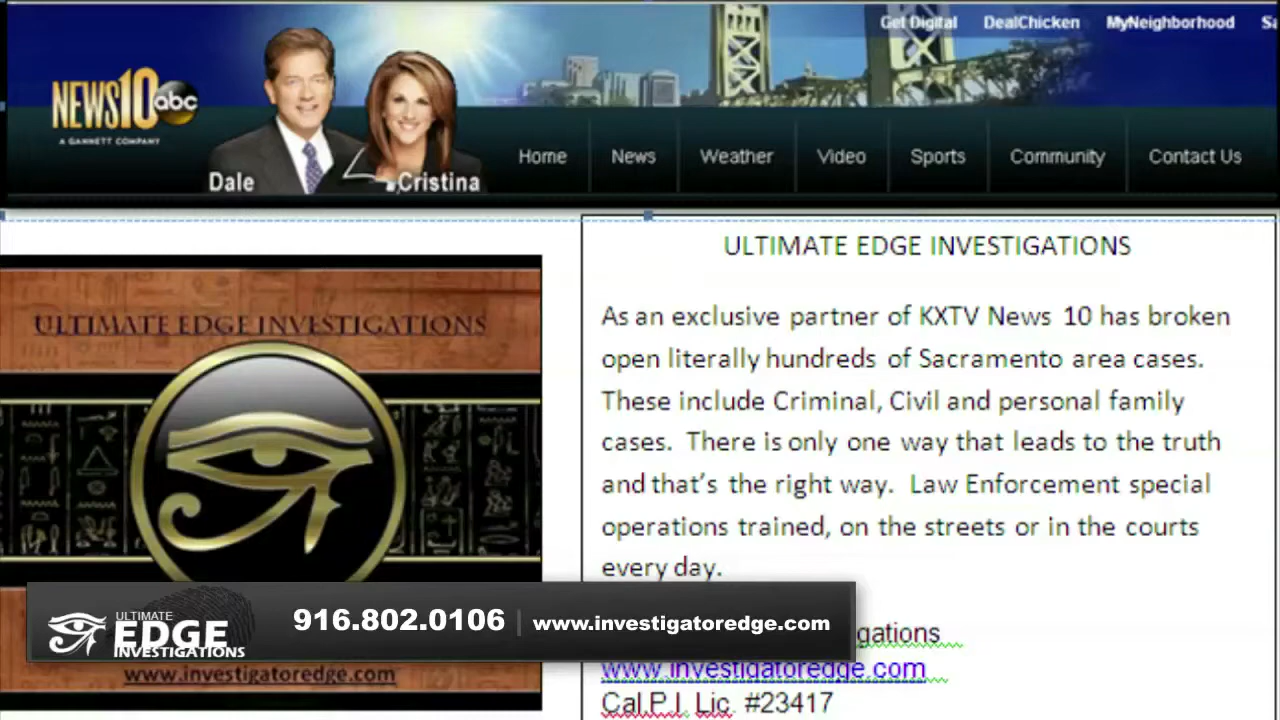 Get Digital DealChicken MyNeighborhood
NEWS10 abc
A GANNETT COMPANY
Dale Cristina
Home News Weather Video Sports Community Contact Us
ULTIMATE EDGE INVESTIGATIONS
ULTIMATE EDGE INVESTIGATIONS
As an exclusive partner of KXTV News 10 has broken
open literally hundreds of Sacramento area cases.
These include Criminal, Civil and personal family
cases. There is only one way that leads to the truth
and that's the right way. Law Enforcement special
operations trained, on the streets or in the courts
every day.
ULTIMATE
EDGE
INVESTIGATIONS
916.802.0106 | www.investigatoredge.com
gations
www.investigatoredge.com
www.investigatoredge.com
Cal.P.I. Lic. #23417